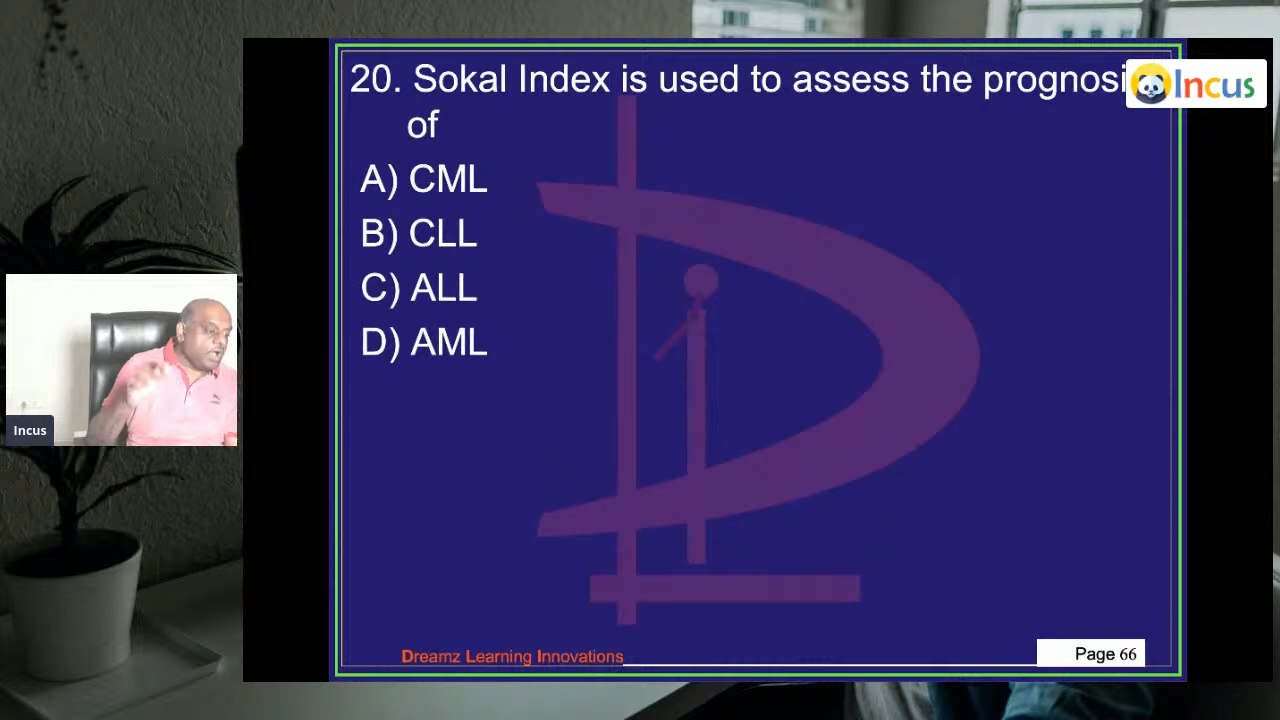 20. Sokal Index is used to assess the
of
A) CML
B) CLL
C) ALL
D) AML
Incus
Incus
Dreamz Learning Innovations
Page 66